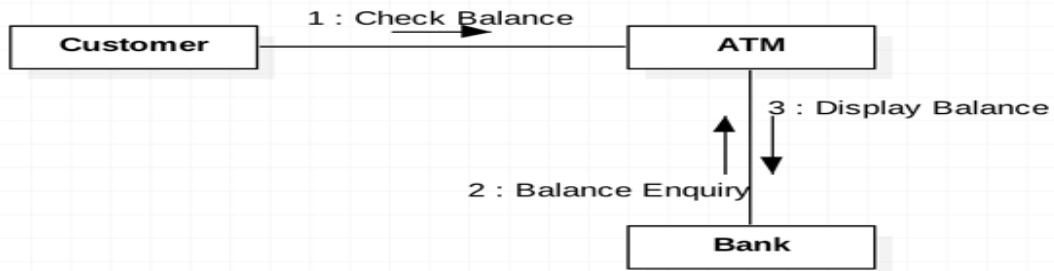 1 : Check Balance
Customer
ATM
3 : Display Balance
2 : Balance Enquiry
Bank